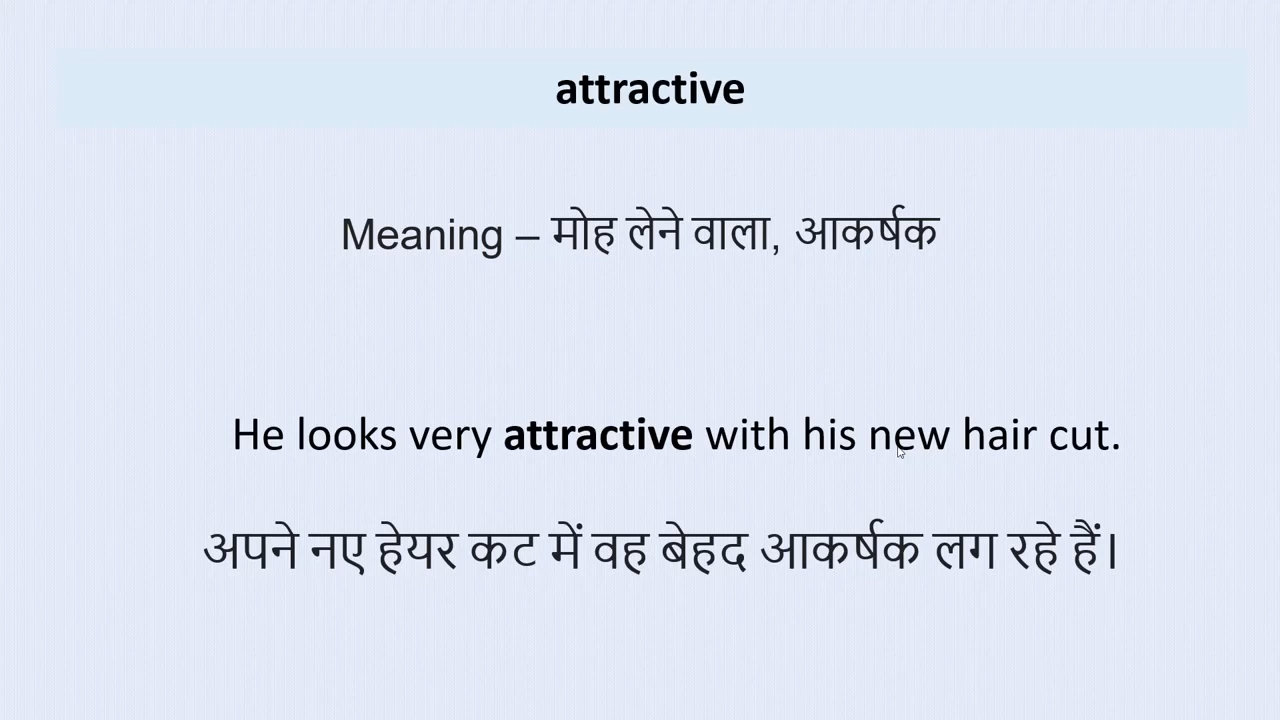 attractive
Meaning – मोह लेने वाला, आकर्षक
He looks very attractive with his new hair cut.
अपने नए हेयर कट में वह बेहद आकर्षक लग रहे हैं।